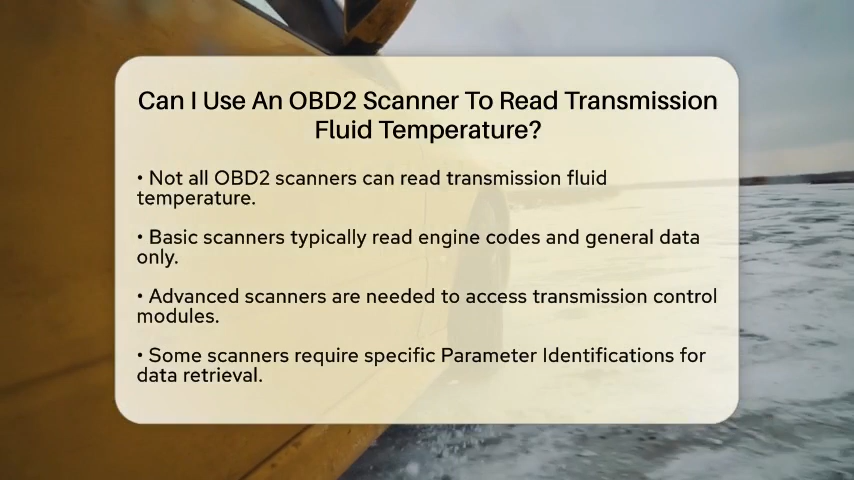 Can I Use An OBD2 Scanner To Read Transmission
Fluid Temperature?
• Not all OBD2 scanners can read transmission fluid
temperature.
• Basic scanners typically read engine codes and general data
only.
• Advanced scanners are needed to access transmission control
modules.
• Some scanners require specific Parameter Identifications for
data retrieval.